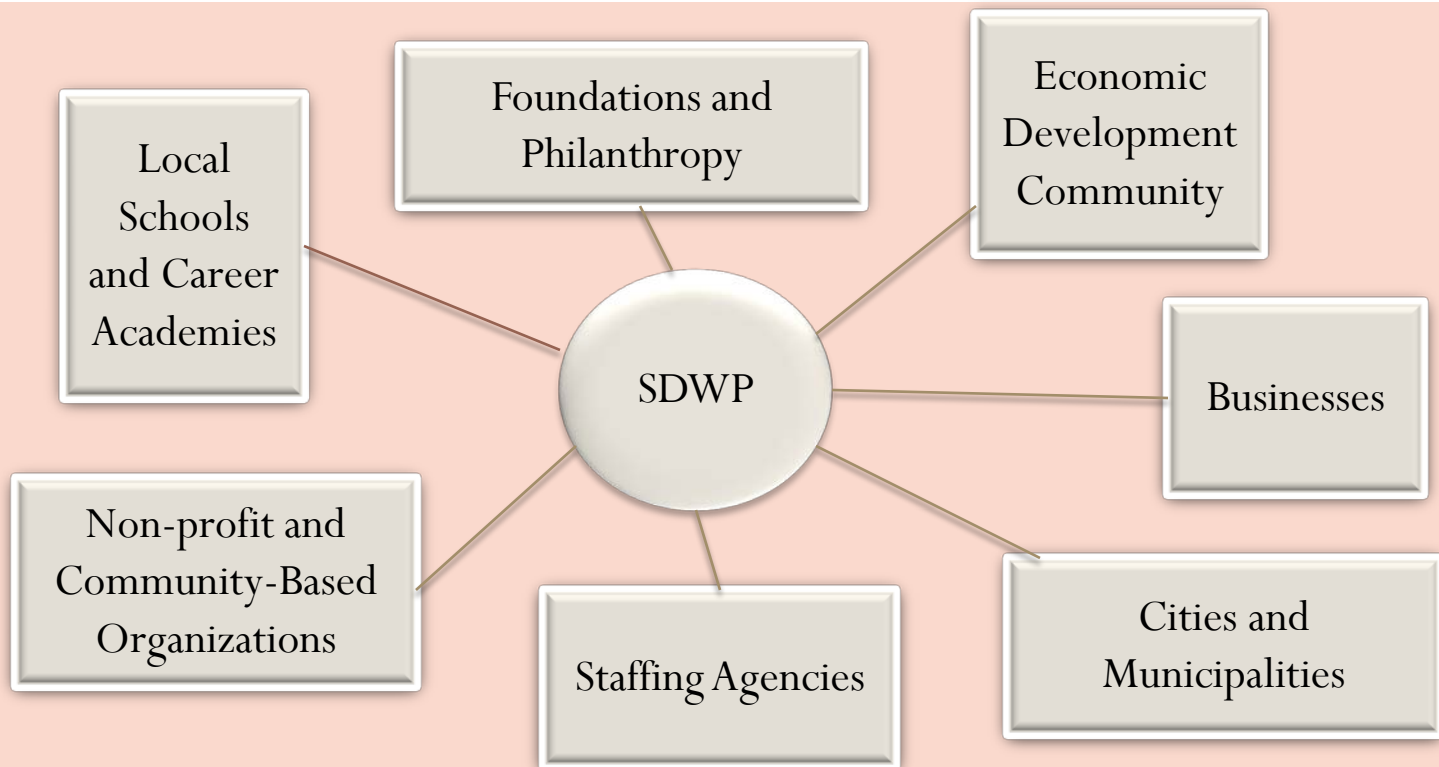 Foundations and
Philanthropy
Economic
Development
Community
Local
Schools
and Career
Academies
SDWP
Businesses
Non-profit and
Community-Based
Organizations
Staffing Agencies
Cities and
Municipalities